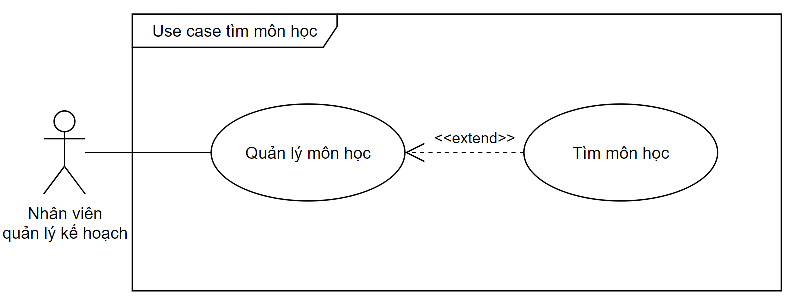 Use case tìm môn học
Quản lý môn học
<<extend>>
Tìm môn học
Nhân viên
quản lý kế hoạch